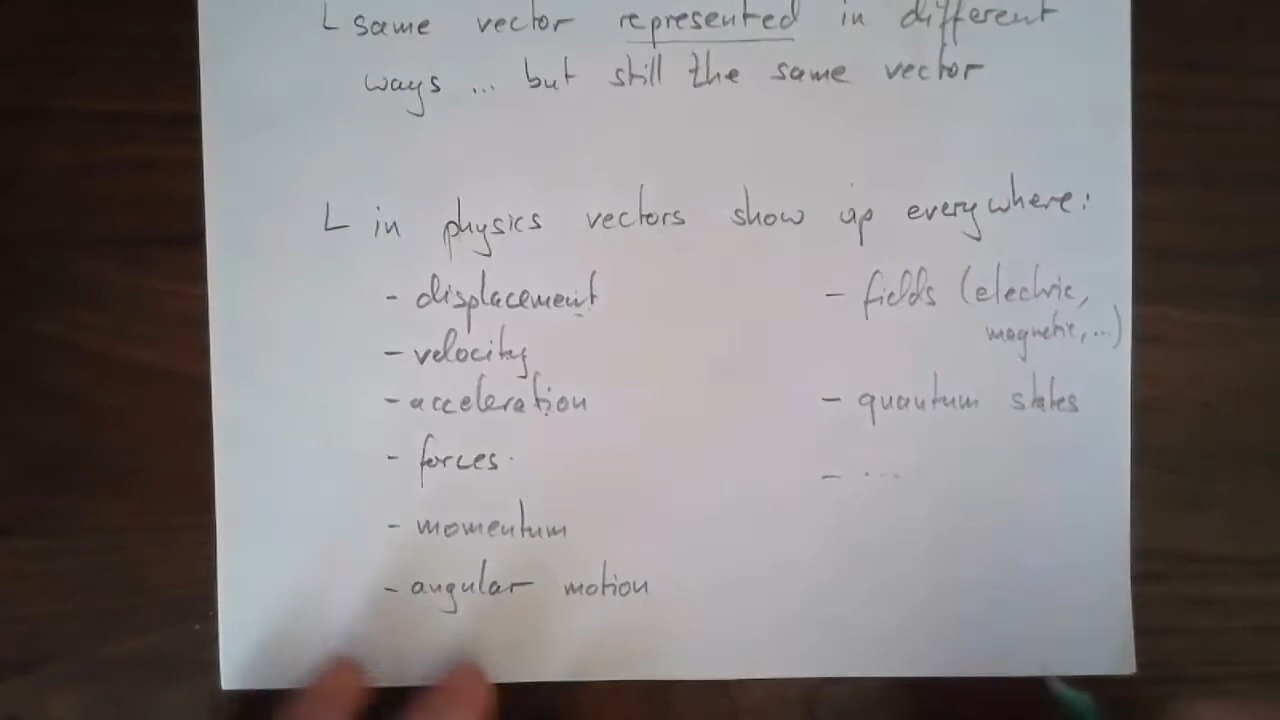 └ same vector represented in different
ways ... but still the same vector
└ in physics vectors show up everywhere:
- displacement
- velocity
- acceleration
- forces
- momentum
- angular motion
- fields (electric,
magnetic, ...)
- quantum states
- ...